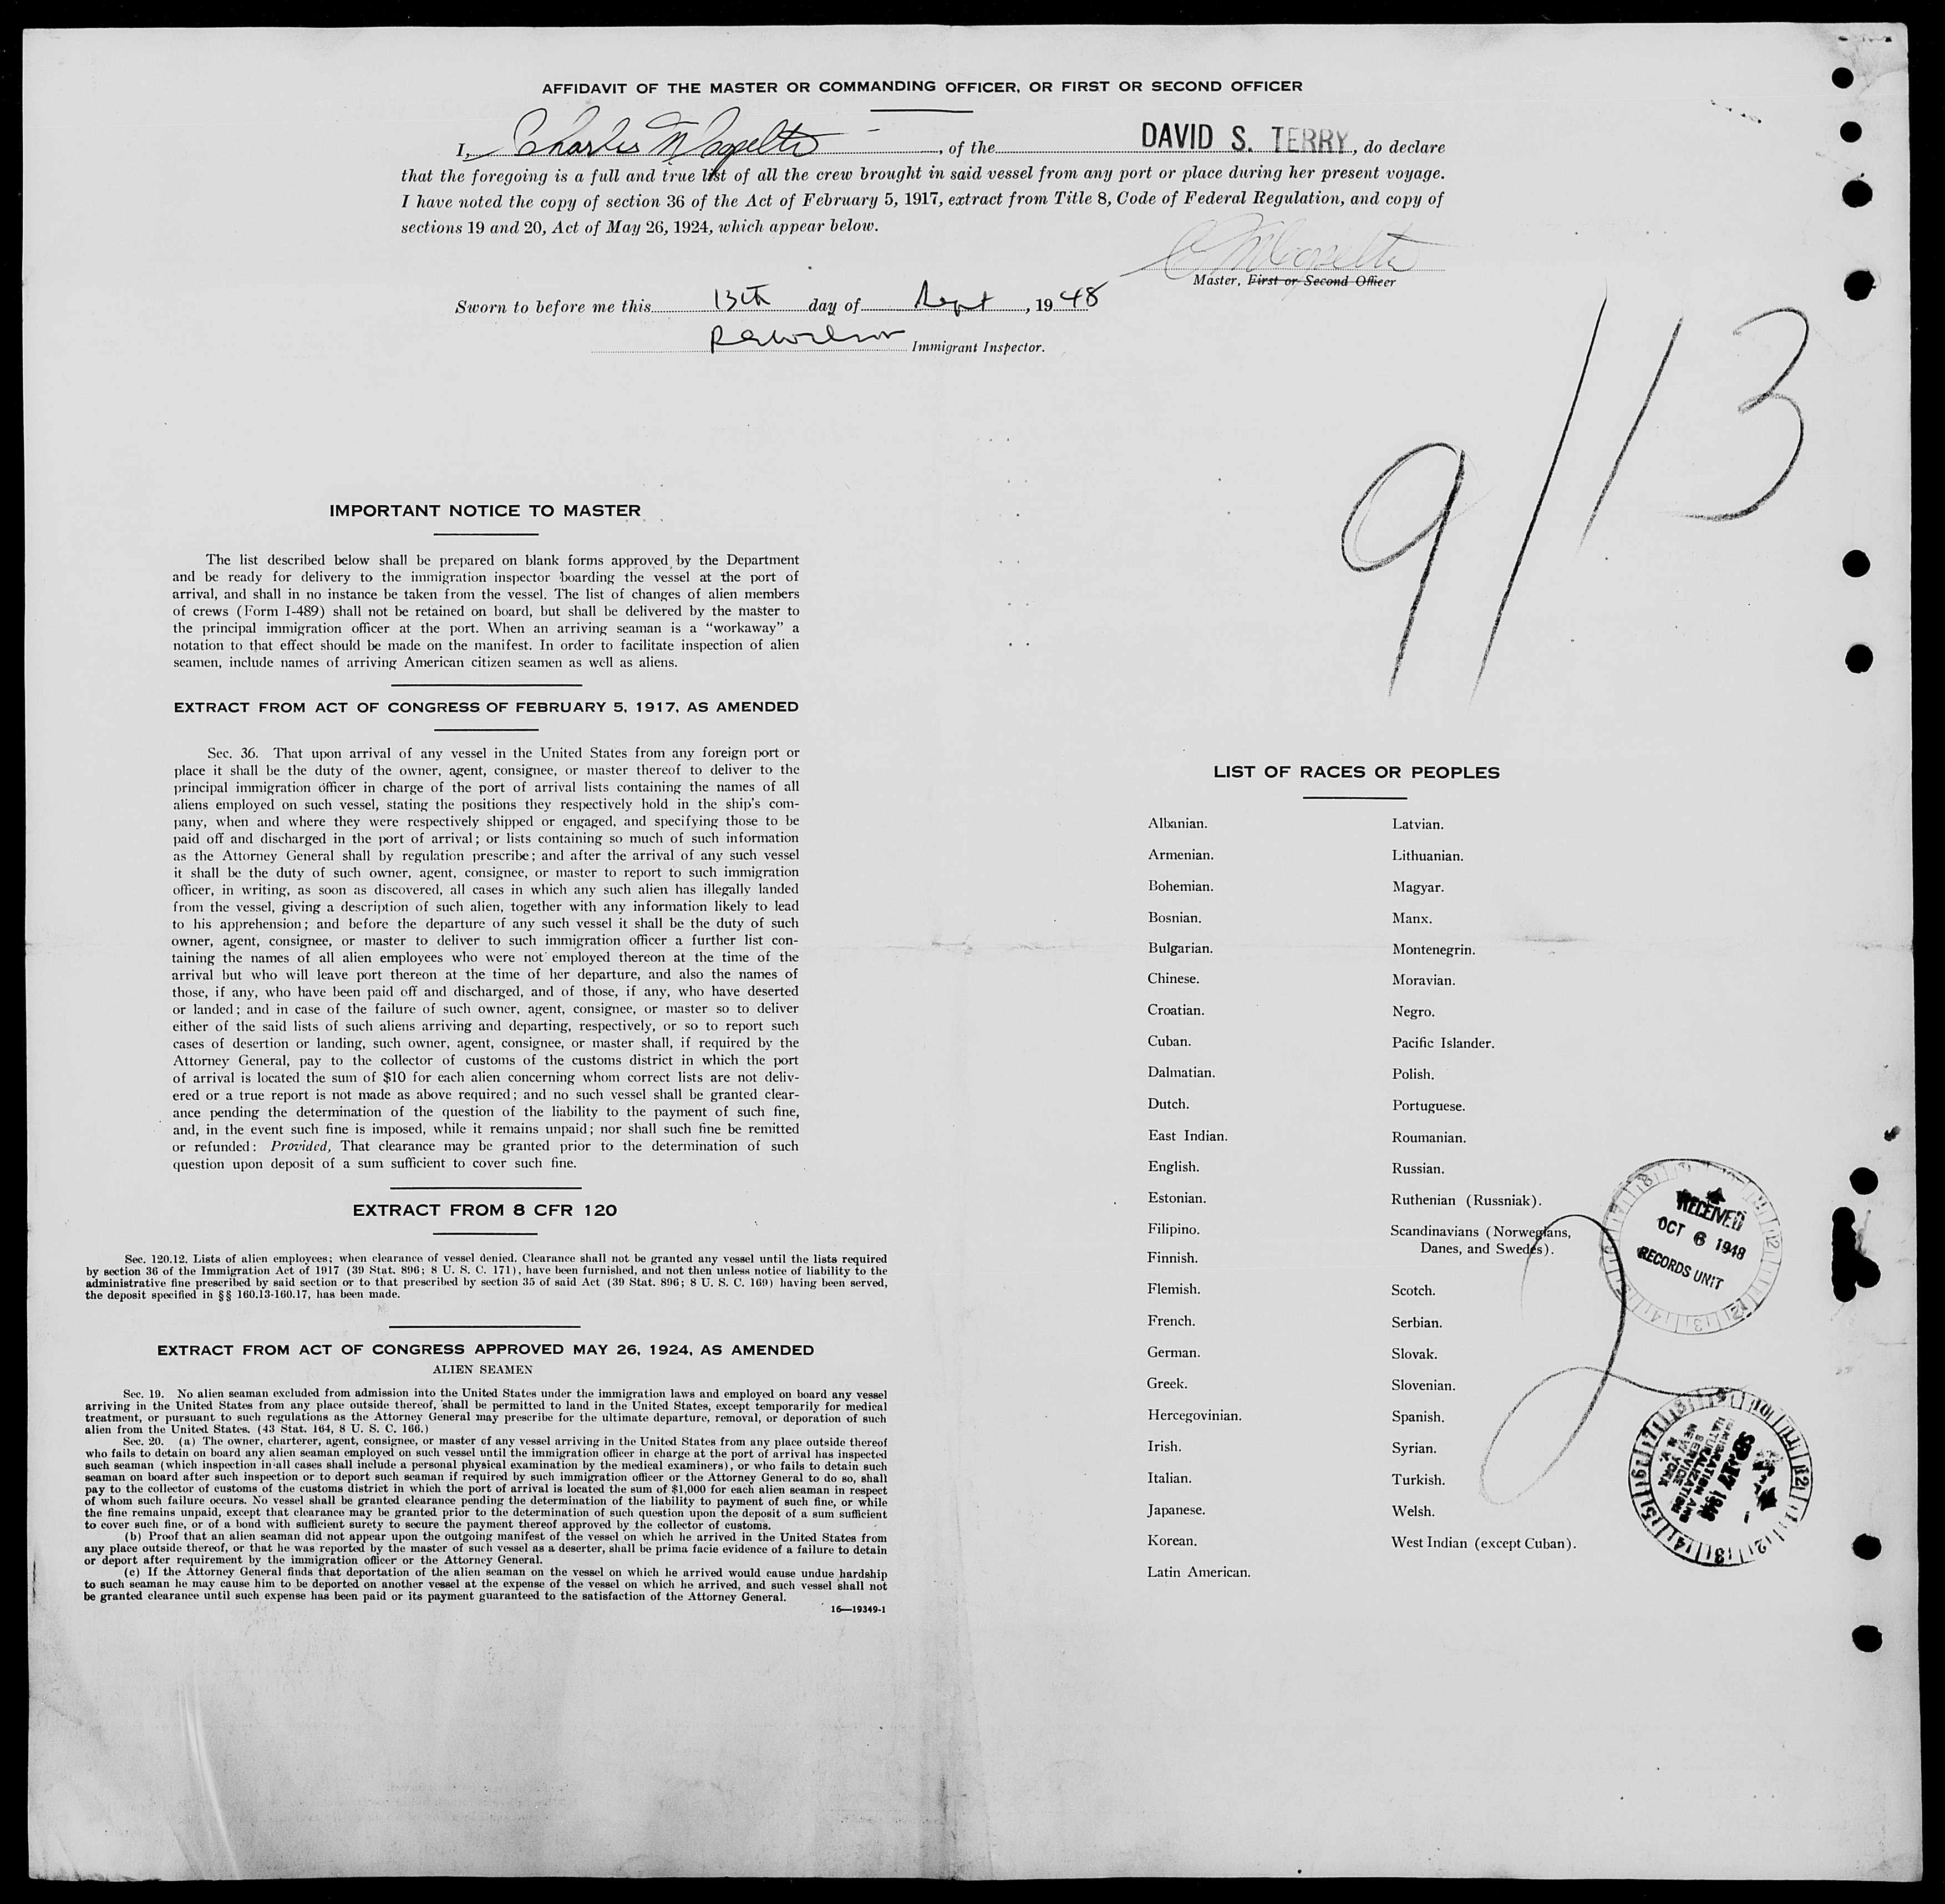 AFFIDAVIT OF THE MASTER OR COMMANDING OFFICER, OR FIRST OR SECOND OFFICER
I, Charles M , of the DAVID S. TERRY, do declare
that the foregoing is a full and true list of all the crew brought in said vessel from any port or place during her present voyage.
I have noted the copy of section 36 of the Act of February 5, 1917, extract from Title 8, Code of Federal Regulation, and copy of
sections 19 and 20, Act of May 26, 1924, which appear below.
Master, First or Second Officer
Sworn to before me this 13th day of Sept, 1948
Immigrant Inspector.
9/13
IMPORTANT NOTICE TO MASTER
The list described below shall be prepared on blank forms approved by the Department
and be ready for delivery to the immigration inspector boarding the vessel at the port of
arrival, and shall in no instance be taken from the vessel. The list of changes of alien members
of crews (Form I-489) shall not be retained on board, but shall be delivered by the master to
the principal immigration officer at the port. When an arriving seaman is a “workaway” a
notation to that effect should be made on the manifest. In order to facilitate inspection of alien
seamen, include names of arriving American citizen seamen as well as aliens.
EXTRACT FROM ACT OF CONGRESS OF FEBRUARY 5, 1917, AS AMENDED
Sec. 36. That upon arrival of any vessel in the United States from any foreign port or
place it shall be the duty of the owner, agent, consignee, or master thereof to deliver to the
principal immigration officer in charge of the port of arrival lists containing the names of all
aliens employed on such vessel, stating the positions they respectively hold in the ship's com-
pany, when and where they were respectively shipped or engaged, and specifying those to be
paid off and discharged in the port of arrival; or lists containing so much of such information
as the Attorney General shall by regulation prescribe; and after the arrival of any such vessel
it shall be the duty of such owner, agent, consignee, or master to report to such immigration
officer, in writing, as soon as discovered, all cases in which any such alien has illegally landed
from the vessel, giving a description of such alien, together with any information likely to lead
to his apprehension; and before the departure of any such vessel it shall be the duty of such
owner, agent, consignee, or master to deliver to such immigration officer a further list con-
taining the names of all alien employees who were not employed thereon at the time of the
arrival but who will leave port thereon at the time of her departure, and also the names of
those, if any, who have been paid off and discharged, and of those, if any, who have deserted
or landed; and in case of the failure of such owner, agent, consignee, or master so to deliver
either of the said lists of such aliens arriving and departing, respectively, or so to report such
cases of desertion or landing, such owner, agent, consignee, or master shall, if required by the
Attorney General, pay to the collector of customs of the customs district in which the port
of arrival is located the sum of $10 for each alien concerning whom correct lists are not deliv-
ered or a true report is not made as above required; and no such vessel shall be granted clear-
ance pending the determination of the question of the liability to the payment of such fine,
and, in the event such fine is imposed, while it remains unpaid; nor shall such fine be remitted
or refunded: Provided, That clearance may be granted prior to the determination of such
question upon deposit of a sum sufficient to cover such fine.
EXTRACT FROM 8 CFR 120
Sec. 120.12. Lists of alien employees; when clearance of vessel denied. Clearance shall not be granted any vessel until the lists required
by section 36 of the Immigration Act of 1917 (39 Stat. 896; 8 U. S. C. 171), have been furnished, and not then unless notice of liability to the
administrative fine prescribed by said section or to that prescribed by section 35 of said Act (39 Stat. 896; 8 U. S. C. 169) having been served,
the deposit specified in §§ 160.13-160.17, has been made.
EXTRACT FROM ACT OF CONGRESS APPROVED MAY 26, 1924, AS AMENDED
ALIEN SEAMEN
Sec. 19. No alien seaman excluded from admission into the United States under the immigration laws and employed on board any vessel
arriving in the United States from any place outside thereof, shall be permitted to land in the United States, except temporarily for medical
treatment, or pursuant to such regulations as the Attorney General may prescribe for the ultimate departure, removal, or deporation of such
alien from the United States. (43 Stat. 164, 8 U. S. C. 166.)
Sec. 20. (a) The owner, charterer, agent, consignee, or master of any vessel arriving in the United States from any place outside thereof
who fails to detain on board any alien seaman employed on such vessel until the immigration officer in charge at the port of arrival has inspected
such seaman (which inspection in all cases shall include a personal physical examination by the medical examiners), or who fails to detain such
seaman on board after such inspection or to deport such seaman if required by such immigration officer or the Attorney General to do so, shall
pay to the collector of customs of the customs district in which the port of arrival is located the sum of $1,000 for each alien seaman in respect
of whom such failure occurs. No vessel shall be granted clearance pending the determination of the liability to payment of such fine, or while
the fine remains unpaid, except that clearance may be granted prior to the determination of such question upon the deposit of a sum sufficient
to cover such fine, or of a bond with sufficient surety to secure the payment thereof approved by the collector of customs.
(b) Proof that an alien seaman did not appear upon the outgoing manifest of the vessel on which he arrived in the United States from
any place outside thereof, or that he was reported by the master of such vessel as a deserter, shall be prima facie evidence of a failure to detain
or deport after requirement by the immigration officer or the Attorney General.
(c) If the Attorney General finds that deportation of the alien seaman on the vessel on which he arrived would cause undue hardship
to such seaman he may cause him to be deported on another vessel at the expense of the vessel on which he arrived, and such vessel shall not
be granted clearance until such expense has been paid or its payment guaranteed to the satisfaction of the Attorney General.
16—19349-1
LIST OF RACES OR PEOPLES
Albanian.
Armenian.
Bohemian.
Bosnian.
Bulgarian.
Chinese.
Croatian.
Cuban.
Dalmatian.
Dutch.
East Indian.
English.
Estonian.
Filipino.
Finnish.
Flemish.
French.
German.
Greek.
Hercegovinian.
Irish.
Italian.
Japanese.
Korean.
Latin American.
Latvian.
Lithuanian.
Magyar.
Manx.
Montenegrin.
Moravian.
Negro.
Pacific Islander.
Polish.
Portuguese.
Roumanian.
Russian.
Ruthenian (Russniak).
Scandinavians (Norwegians,
Danes, and Swedes).
Scotch.
Serbian.
Slovak.
Slovenian.
Spanish.
Syrian.
Turkish.
Welsh.
West Indian (except Cuban).
RECEIVED
OCT 6 1948
RECORDS UNIT
SEP 17 1948
IMMIGRATION AND
NATURALIZATION
SERVICE
NEW YORK
N. Y.